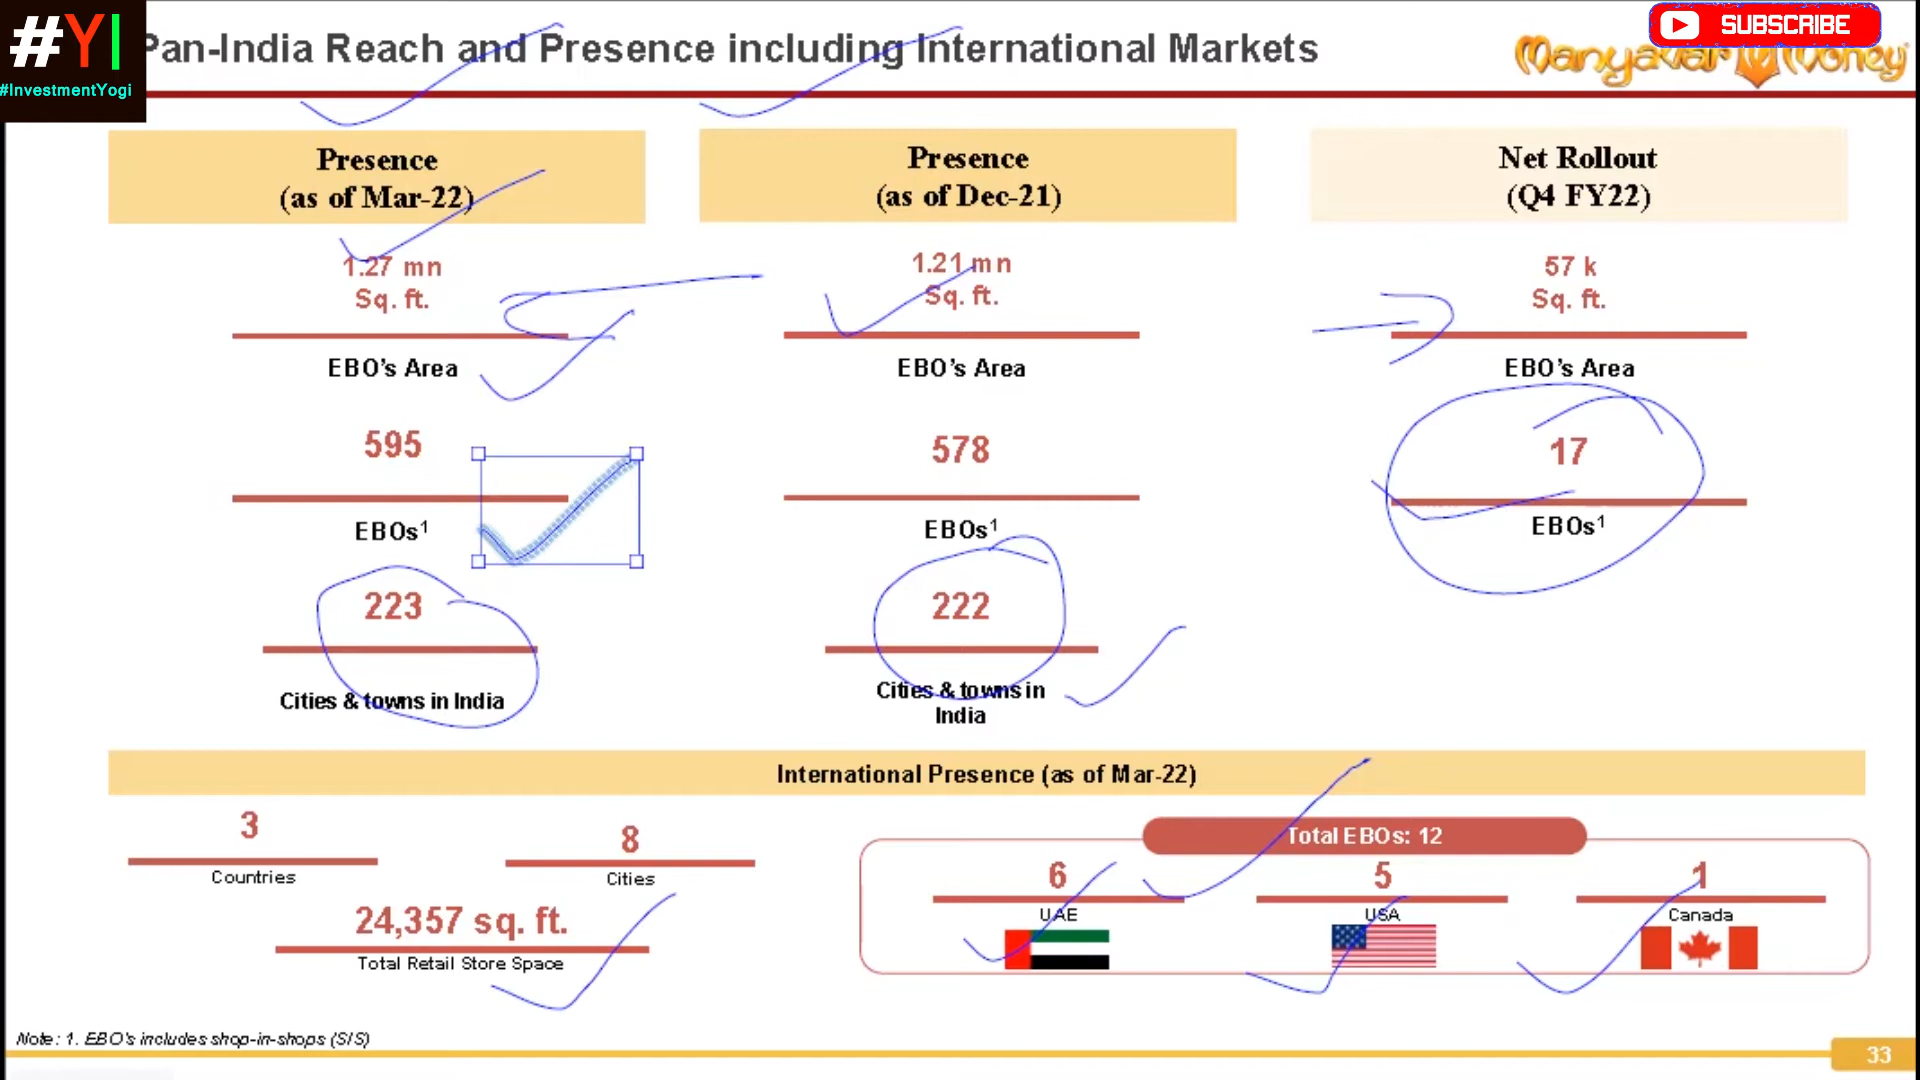 #YI
#InvestmentYogi
Pan-India Reach and Presence including International Markets
SUBSCRIBE
Manyavar Mohey
Presence
(as of Mar-22)
Presence
(as of Dec-21)
Net Rollout
(Q4 FY22)
1.27 mn
Sq. ft.
EBO's Area
1.21 mn
Sq. ft.
EBO's Area
57 k
Sq. ft.
EBO's Area
595
EBOs¹
578
EBOs¹
17
EBOs¹
223
Cities & towns in India
222
Cities & towns in
India
International Presence (as of Mar-22)
3
Countries
8
Cities
24,357 sq. ft.
Total Retail Store Space
Total EBOs: 12
6
UAE
5
USA
1
Canada
Note: 1. EBO's includes shop-in-shops (SIS)
33